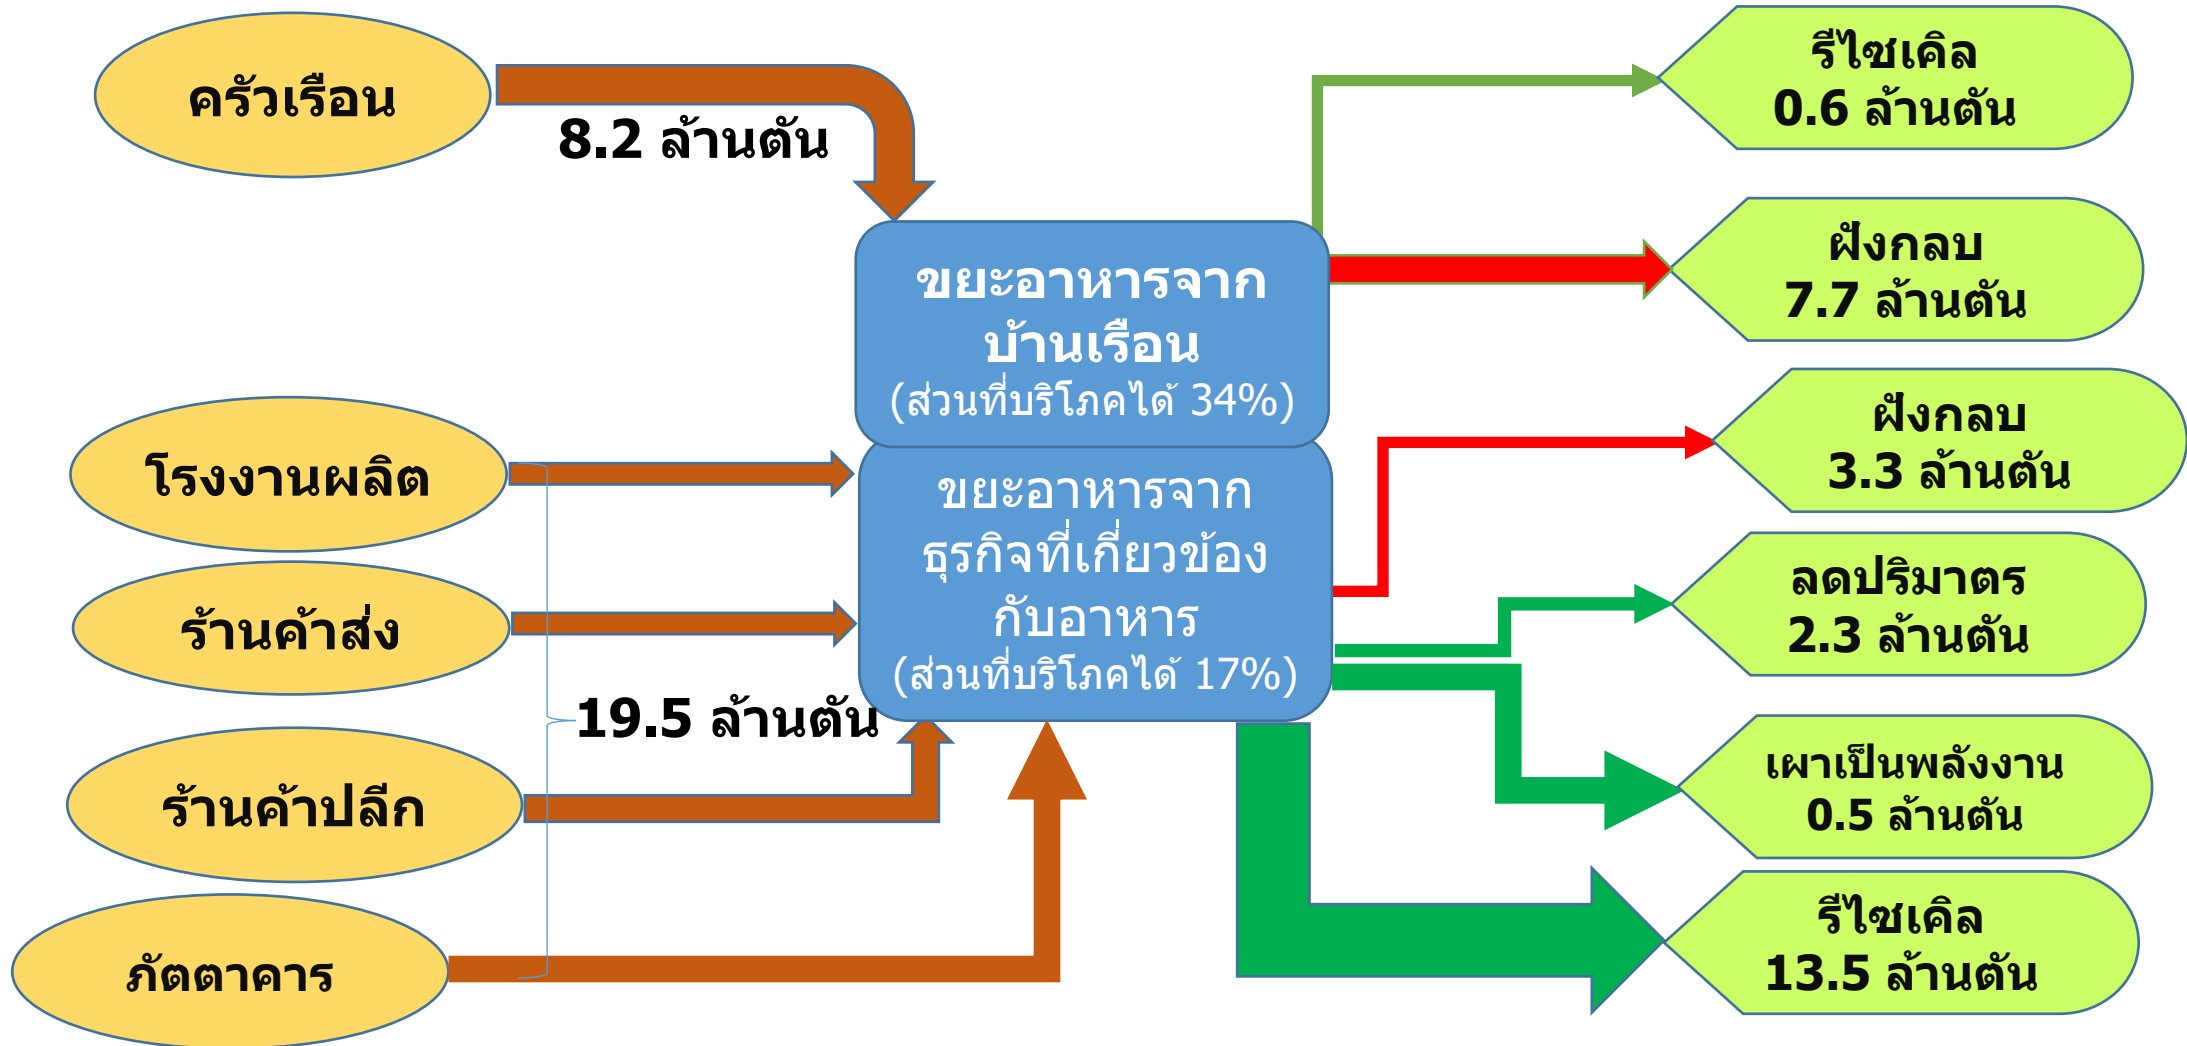 ครัวเรือน
8.2 ล้านตัน
โรงงานผลิต
ร้านค้าส่ง
ร้านค้าปลีก
ภัตตาคาร
19.5 ล้านตัน
ขยะอาหารจาก
บ้านเรือน
(ส่วนที่บริโภคได้ 34%)
ขยะอาหารจาก
ธุรกิจที่เกี่ยวข้อง
กับอาหาร
(ส่วนที่บริโภคได้ 17%)
รีไซเคิล
0.6 ล้านตัน
ฝังกลบ
7.7 ล้านตัน
ฝังกลบ
3.3 ล้านตัน
ลดปริมาตร
2.3 ล้านตัน
เผาเป็นพลังงาน
0.5 ล้านตัน
รีไซเคิล
13.5 ล้านตัน